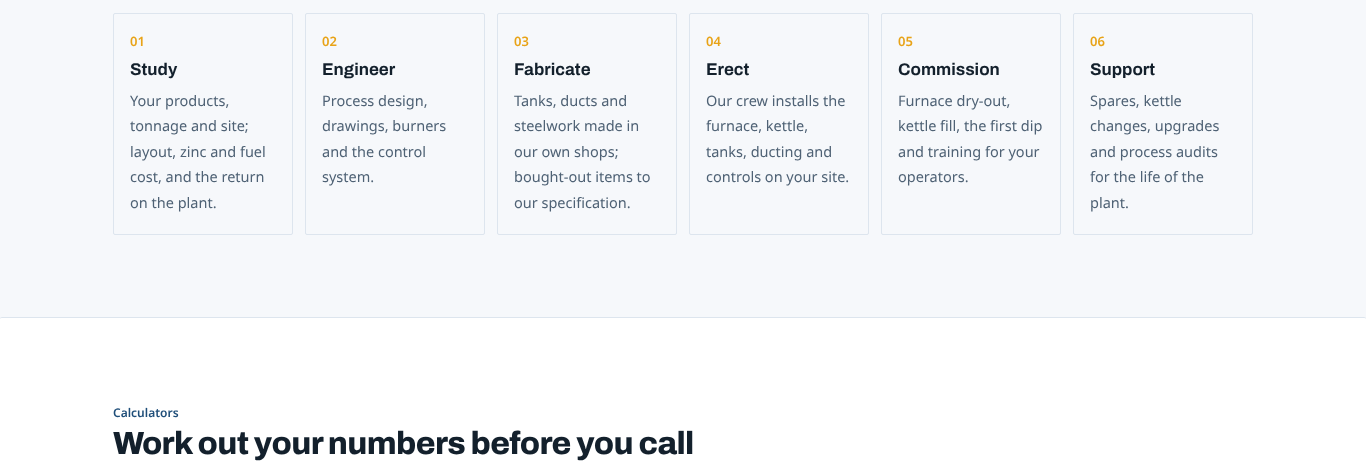 01
Study
Your products,
tonnage and site;
layout, zinc and fuel
cost, and the return
on the plant.
02
Engineer
Process design,
drawings, burners
and the control
system.
03
Fabricate
Tanks, ducts and
steelwork made in
our own shops;
bought-out items to
our specification.
04
Erect
Our crew installs the
furnace, kettle,
tanks, ducting and
controls on your site.
05
Commission
Furnace dry-out,
kettle fill, the first dip
and training for your
operators.
06
Support
Spares, kettle
changes, upgrades
and process audits
for the life of the
plant.
Calculators
Work out your numbers before you call